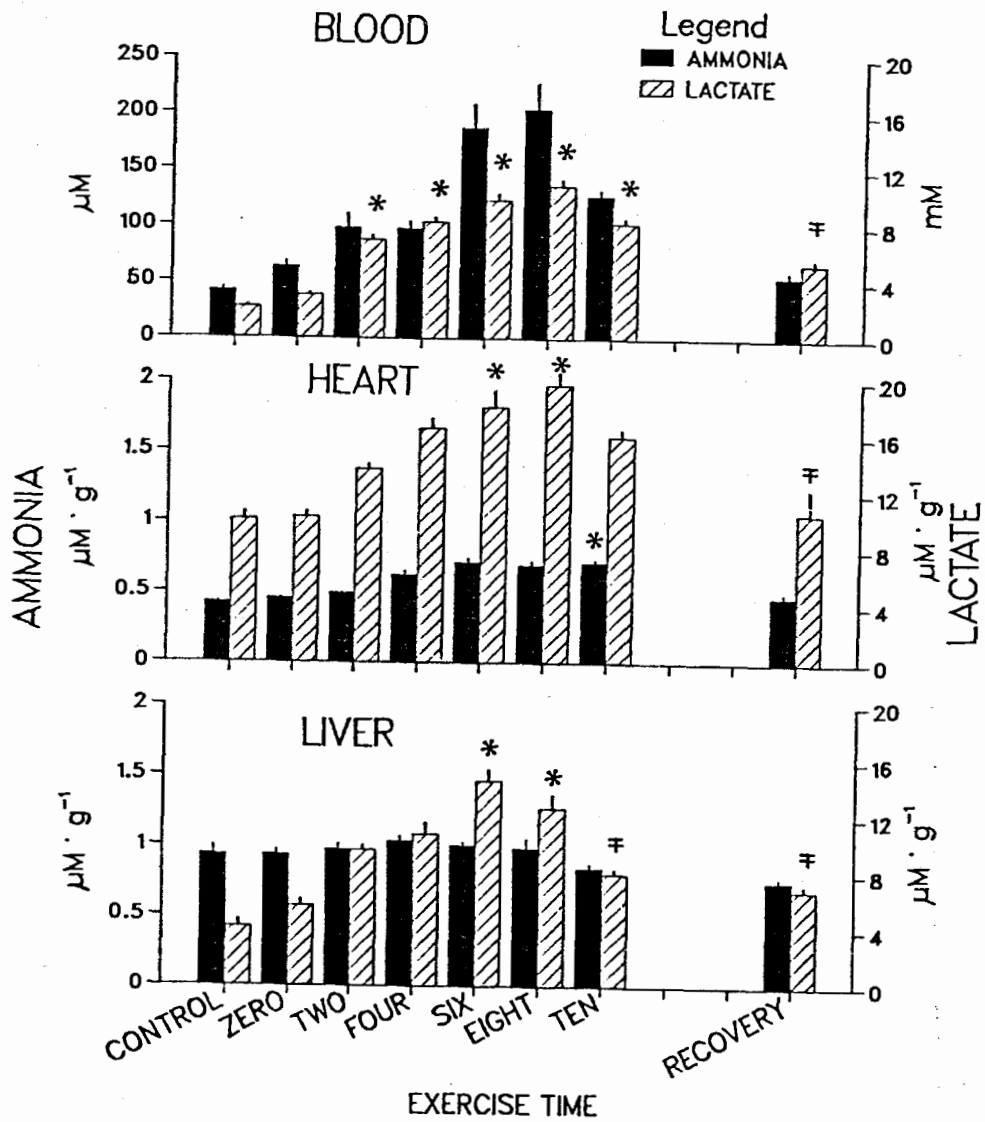 BLOOD
Legend
AMMONIA
LACTATE
250
200
150
100
50
0
µM
20
16
12
8
4
0
mM
*
*
*
*
*
∓
HEART
2
1.5
1
0.5
0
µM · g⁻¹
20
16
12
8
4
0
µM · g⁻¹
*
*
*
∓
AMMONIA
LACTATE
LIVER
2
1.5
1
0.5
0
µM · g⁻¹
20
16
12
8
4
0
µM · g⁻¹
*
*
∓
∓
CONTROL
ZERO
TWO
FOUR
SIX
EIGHT
TEN
RECOVERY
EXERCISE TIME